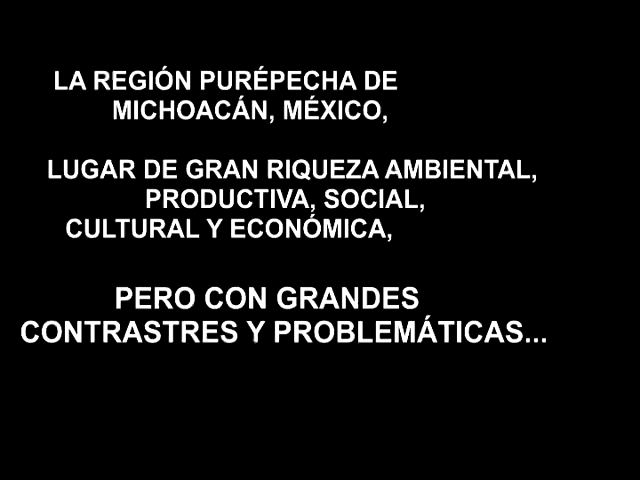 LA REGIÓN PURÉPECHA DE
MICHOACÁN, MÉXICO,
LUGAR DE GRAN RIQUEZA AMBIENTAL,
PRODUCTIVA, SOCIAL,
CULTURAL Y ECONÓMICA,
PERO CON GRANDES
CONTRASTRES Y PROBLEMÁTICAS...